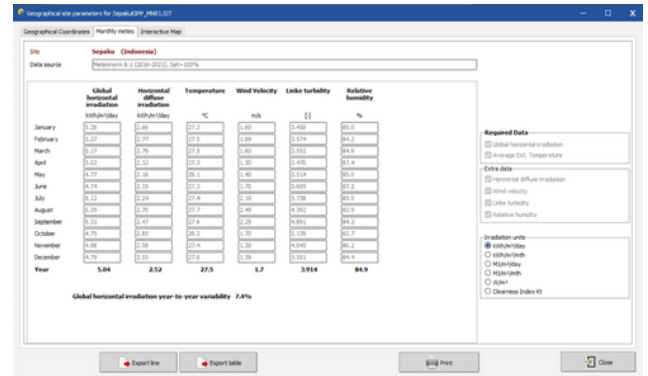 Geographical site parameters for SepakuGPP_MN81.327
Geographical Coordinates Monthly meteo Interactive Map
Site Sepaku (Indonesia)
Data source Meteonorm 8.1 (2016-2021), Sat=100%
Global horizontal irradiation Horizontal diffuse irradiation Temperature Wind Velocity Linke turbidity Relative humidity
kWh/m²/day kWh/m²/day °C m/s [-] %
January 5.28 2.66 27.2 1.60 3.408 85.0
February 5.27 2.77 27.5 1.89 3.574 84.2
March 5.17 2.79 27.5 1.60 3.552 84.9
April 5.02 2.32 27.3 1.30 3.470 87.4
May 4.77 2.16 28.1 1.40 3.514 85.0
June 4.74 2.19 27.3 1.70 3.609 87.2
July 5.12 2.24 27.4 2.10 3.738 85.0
August 5.29 2.70 27.7 2.49 4.392 82.9
September 5.31 2.47 27.6 2.29 4.891 84.3
October 4.75 2.85 28.2 1.70 5.178 82.7
November 4.98 2.58 27.4 1.30 4.045 86.2
December 4.79 2.55 27.6 1.39 3.551 84.4
Year 5.04 2.52 27.5 1.7 3.914 84.9
Global horizontal irradiation year-to-year variability 7.4%
Required Data
Global horizontal irradiation
Average Ext. Temperature
Extra data
Horizontal diffuse irradiation
Wind velocity
Linke turbidity
Relative humidity
Irradiation units
kWh/m²/day
kWh/m²/mth
MJ/m²/day
MJ/m²/mth
W/m²
Clearness Index Kt
Export line Export table Print Close